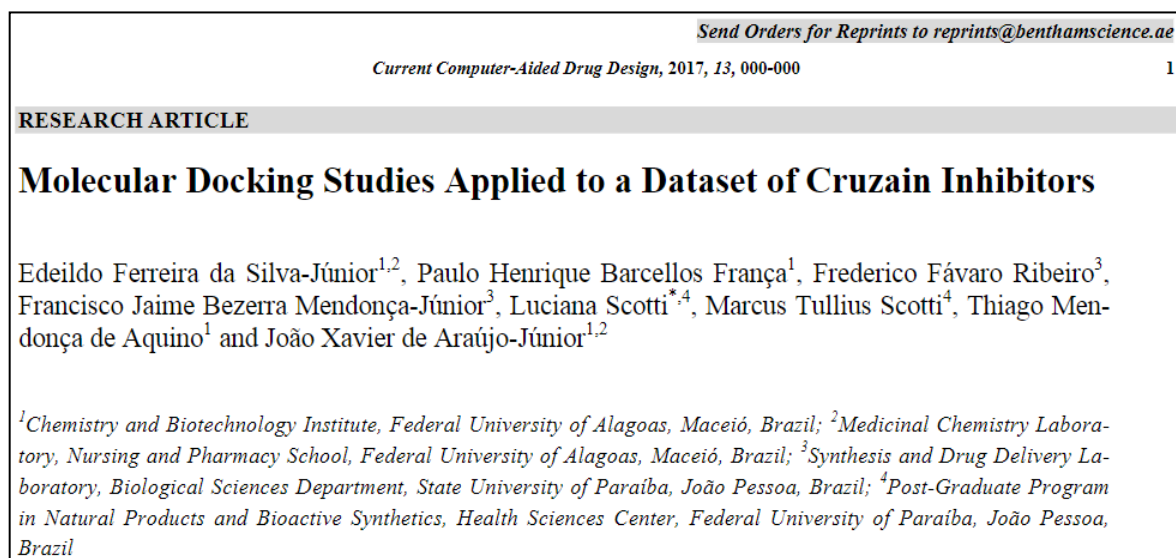 Send Orders for Reprints to reprints@benthamscience.ae
Current Computer-Aided Drug Design, 2017, 13, 000-000 1
RESEARCH ARTICLE
Molecular Docking Studies Applied to a Dataset of Cruzain Inhibitors
Edeildo Ferreira da Silva-Júnior1,2, Paulo Henrique Barcellos França1, Frederico Fávaro Ribeiro3,
Francisco Jaime Bezerra Mendonça-Júnior3, Luciana Scotti*,4, Marcus Tullius Scotti4, Thiago Men-
donça de Aquino1 and João Xavier de Araújo-Júnior1,2
1Chemistry and Biotechnology Institute, Federal University of Alagoas, Maceió, Brazil; 2Medicinal Chemistry Labora-
tory, Nursing and Pharmacy School, Federal University of Alagoas, Maceió, Brazil; 3Synthesis and Drug Delivery La-
boratory, Biological Sciences Department, State University of Paraíba, João Pessoa, Brazil; 4Post-Graduate Program
in Natural Products and Bioactive Synthetics, Health Sciences Center, Federal University of Paraíba, João Pessoa,
Brazil